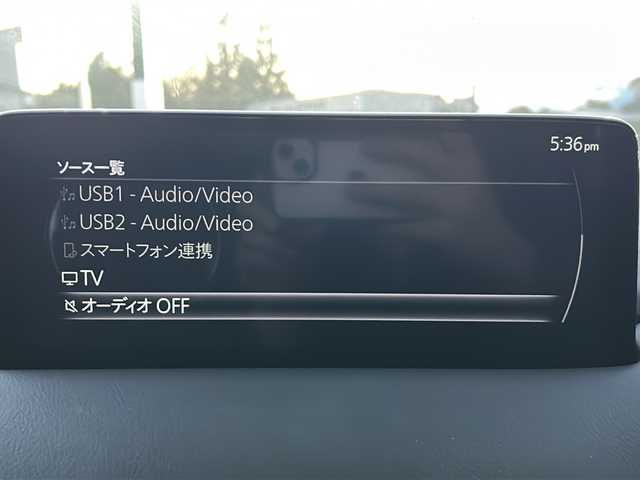 5:36pm
ソース一覧
USB1 - Audio/Video
USB2 - Audio/Video
スマートフォン連携
TV
オーディオ OFF